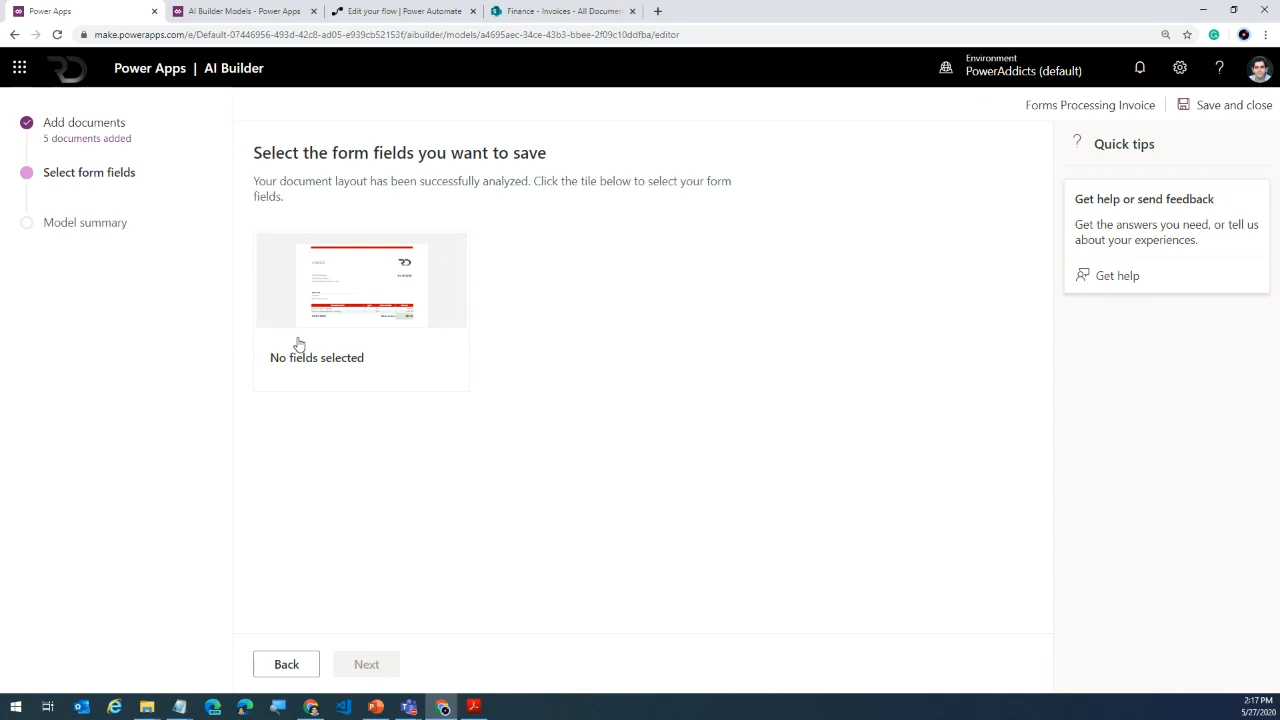 Power Apps
AI Builder Models - Power Apps
Edit your flow | Power Automate
Finance - Invoices - All Documen
make.powerapps.com/e/Default-07446956-493d-42c8-ad05-e939cb52153f/aibuilder/models/a4695aec-34ce-43b3-bbee-2f09c10ddfba/editor
Power Apps | AI Builder
Environment
PowerAddicts (default)
Add documents
5 documents added
Select form fields
Model summary
Forms Processing Invoice
Save and close
Select the form fields you want to save
Your document layout has been successfully analyzed. Click the tile below to select your form
fields.
No fields selected
Quick tips
Get help or send feedback
Get the answers you need, or tell us
about your experiences.
Get help
Back
Next
2:17 PM
5/27/2020